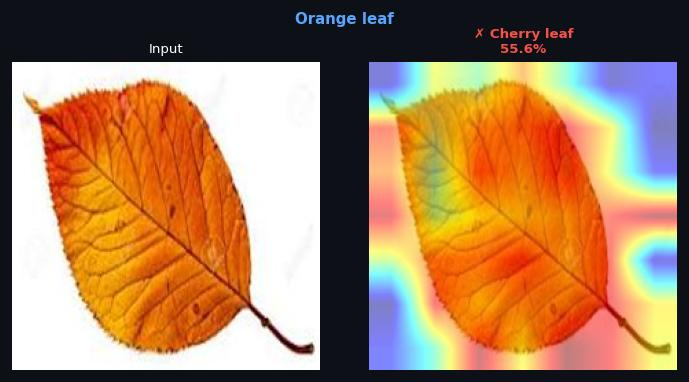 Orange leaf
Input
✗ Cherry leaf
55.6%